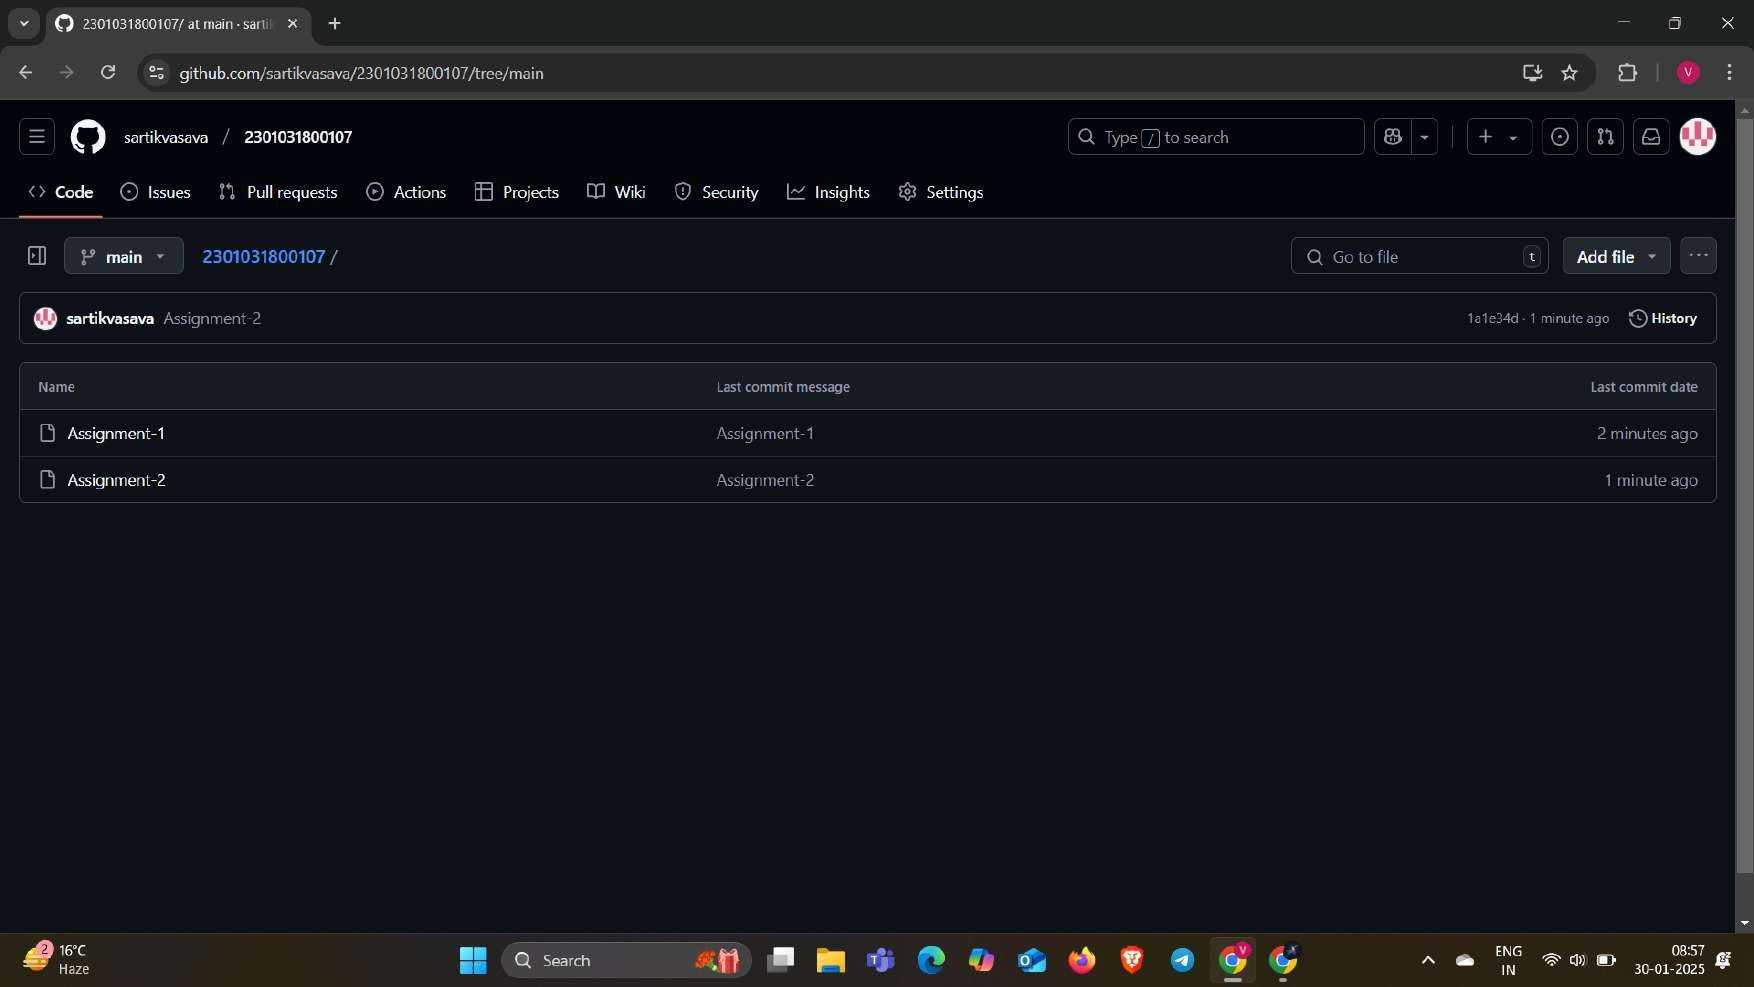 2301031800107/ at main · sarti
github.com/sartikvasava/2301031800107/tree/main
V
sartikvasava / 2301031800107
Type / to search
Code Issues Pull requests Actions Projects Wiki Security Insights Settings
main 2301031800107 /
Go to file t Add file
sartikvasava Assignment-2 1a1e34d · 1 minute ago History
Name Last commit message Last commit date
Assignment-1 Assignment-1 2 minutes ago
Assignment-2 Assignment-2 1 minute ago
2 16°C
Haze
Search
ENG
IN
08:57
30-01-2025